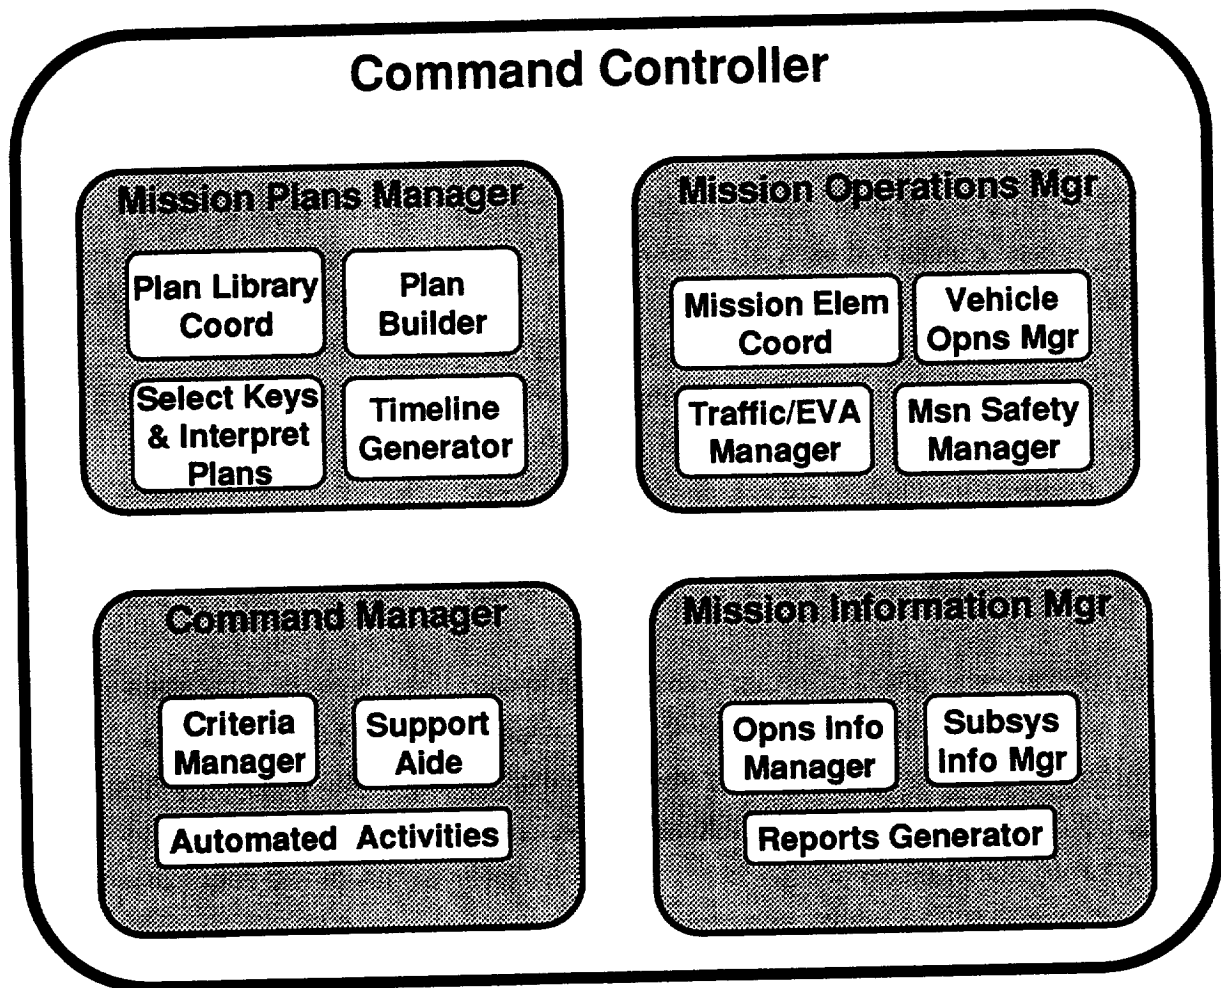 Command Controller
Mission Plans Manager
Plan Library
Coord
Plan
Builder
Select Keys
& Interpret
Plans
Timeline
Generator
Mission Operations Mgr
Mission Elem
Coord
Vehicle
Opns Mgr
Traffic/EVA
Manager
Msn Safety
Manager
Command Manager
Criteria
Manager
Support
Aide
Automated Activities
Mission Information Mgr
Opns Info
Manager
Subsys
Info Mgr
Reports Generator